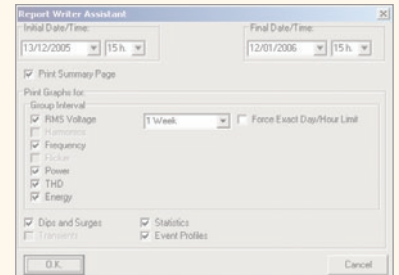 Report Writer Assistant
Initial Date/Time:
Final Date/Time:
13/12/2005 15 h.
12/01/2006 15 h.
Print Summary Page
Print Graphs for:
Group Interval
RMS Voltage
1 Week
Force Exact Day/Hour Limit
Harmonics
Frequency
Flicker
Power
THD
Energy
Dips and Surges
Statistics
Transients
Event Profiles
O.K.
Cancel